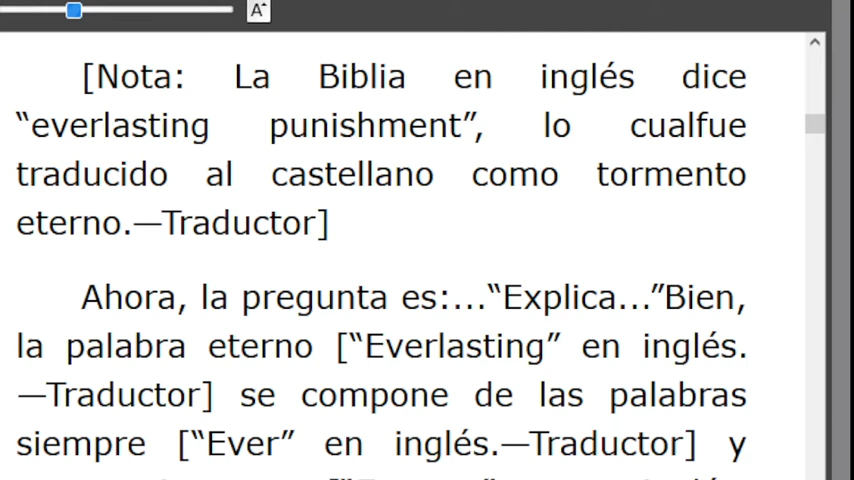 A
[Nota: La Biblia en inglés dice
“everlasting punishment”, lo cualfue
traducido al castellano como tormento
eterno.—Traductor]
Ahora, la pregunta es:...“Explica...”Bien,
la palabra eterno [“Everlasting” en inglés.
—Traductor] se compone de las palabras
siempre [“Ever” en inglés.—Traductor] y